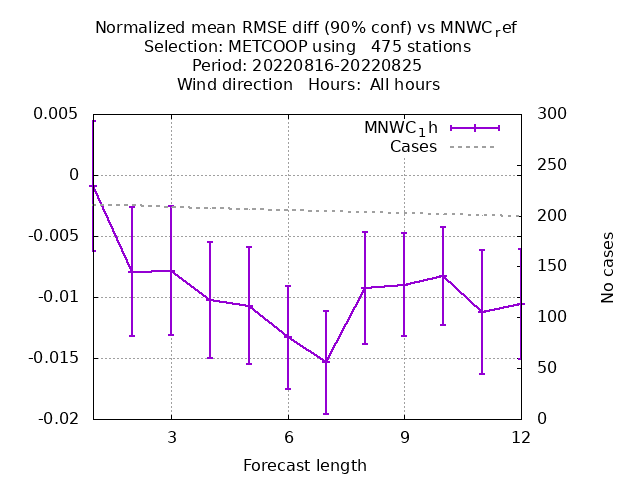 Normalized mean RMSE diff (90% conf) vs MNWC_ref
Selection: METCOOP using   475 stations
Period: 20220816-20220825
Wind direction   Hours:  All hours
0.005
0
-0.005
-0.01
-0.015
-0.02
300
250
200
150
100
50
0
MNWC_1h
Cases
No cases
3
6
9
12
Forecast length